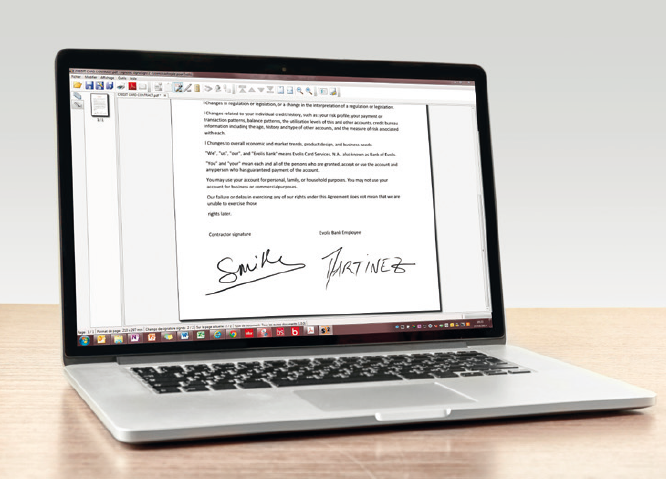 Fichier Modifier Affichage Outils Aide
CREDIT CARD CONTRACT.pdf*
1/1
Changes in regulation or legislation, or a change in the interpretation of a regulation or legislation.
Changes related to your individual credit history, such as: your risk profile, your payment or
transaction patterns, balance patterns, the utilization levels of this and other accounts, credit bureau
information including the age, history and type of other accounts, and the measure of risk associated
with each.
Changes to overall economic and market trends, product design, and business needs.
"We", "us", "our", and "Evolis Bank" means Evolis Card Services, N.A. also known as Bank of Evolis.
"You" and "your" mean each and all of the persons who are granted, accept or use the account and
any person who has guaranteed payment of the account.
You may use your account for personal, family, or household purposes. You may not use your
account for business or commercial purposes.
Our failure or delay in exercising any of our rights under this Agreement does not mean that we are
unable to exercise those
rights later.
Contractor signature Evolis Bank Employee
Smith MARTINEZ
Page: 1 / 1 Format de page: 210 x 297 mm